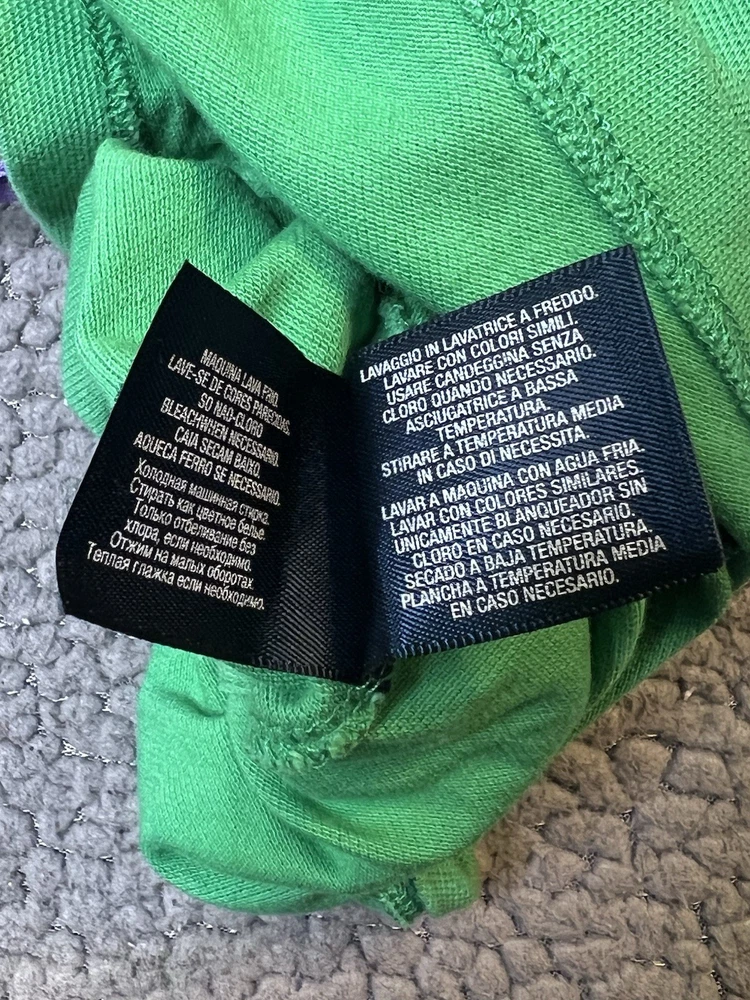 MAQUINA LAVA FRIO.
LAVE-SE DE CORES PARECIDAS.
SO NAO-CLORO
BLEACHWHEN NECESSARIO.
CAIA SECAM BAIXO.
AQUECA FERRO SE NECESSARIO.
Холодная машинная стирка.
Стирать как цветное белье.
Только отбеливание без
хлора, если необходимо.
Отжим на малых оборотах.
Теплая глажка если необходимо.
LAVAGGIO IN LAVATRICE A FREDDO.
LAVARE CON COLORI SIMILI.
USARE CANDEGGINA SENZA
CLORO QUANDO NECESSARIO.
ASCIUGATRICE A BASSA
TEMPERATURA.
STIRARE A TEMPERATURA MEDIA
IN CASO DI NECESSITA.
LAVAR A MAQUINA CON AGUA FRIA.
LAVAR CON COLORES SIMILARES.
UNICAMENTE BLANQUEADOR SIN
CLORO EN CASO NECESARIO.
SECADO A BAJA TEMPERATURA.
PLANCHA A TEMPERATURA MEDIA
EN CASO NECESARIO.